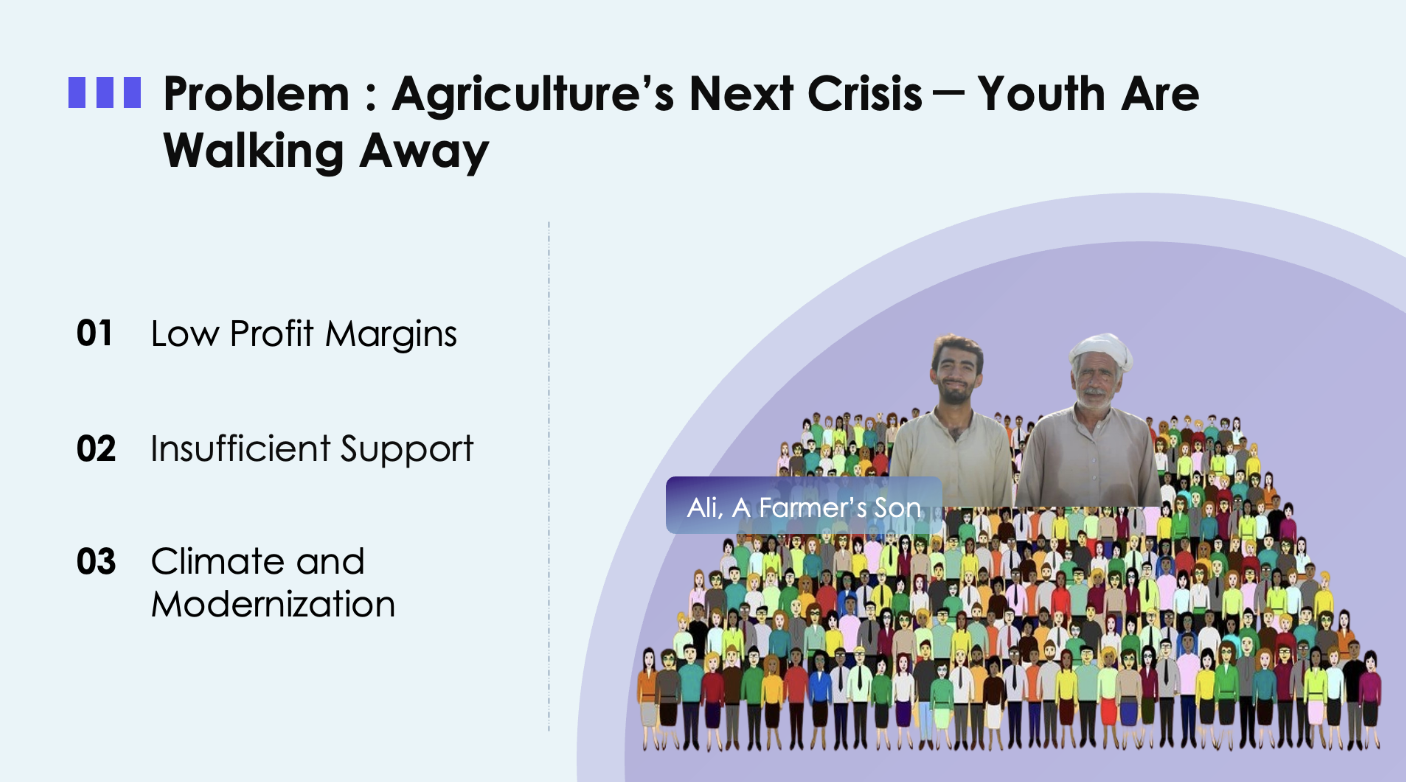 Problem : Agriculture’s Next Crisis — Youth Are
Walking Away
01 Low Profit Margins
02 Insufficient Support
03 Climate and
Modernization
Ali, A Farmer’s Son